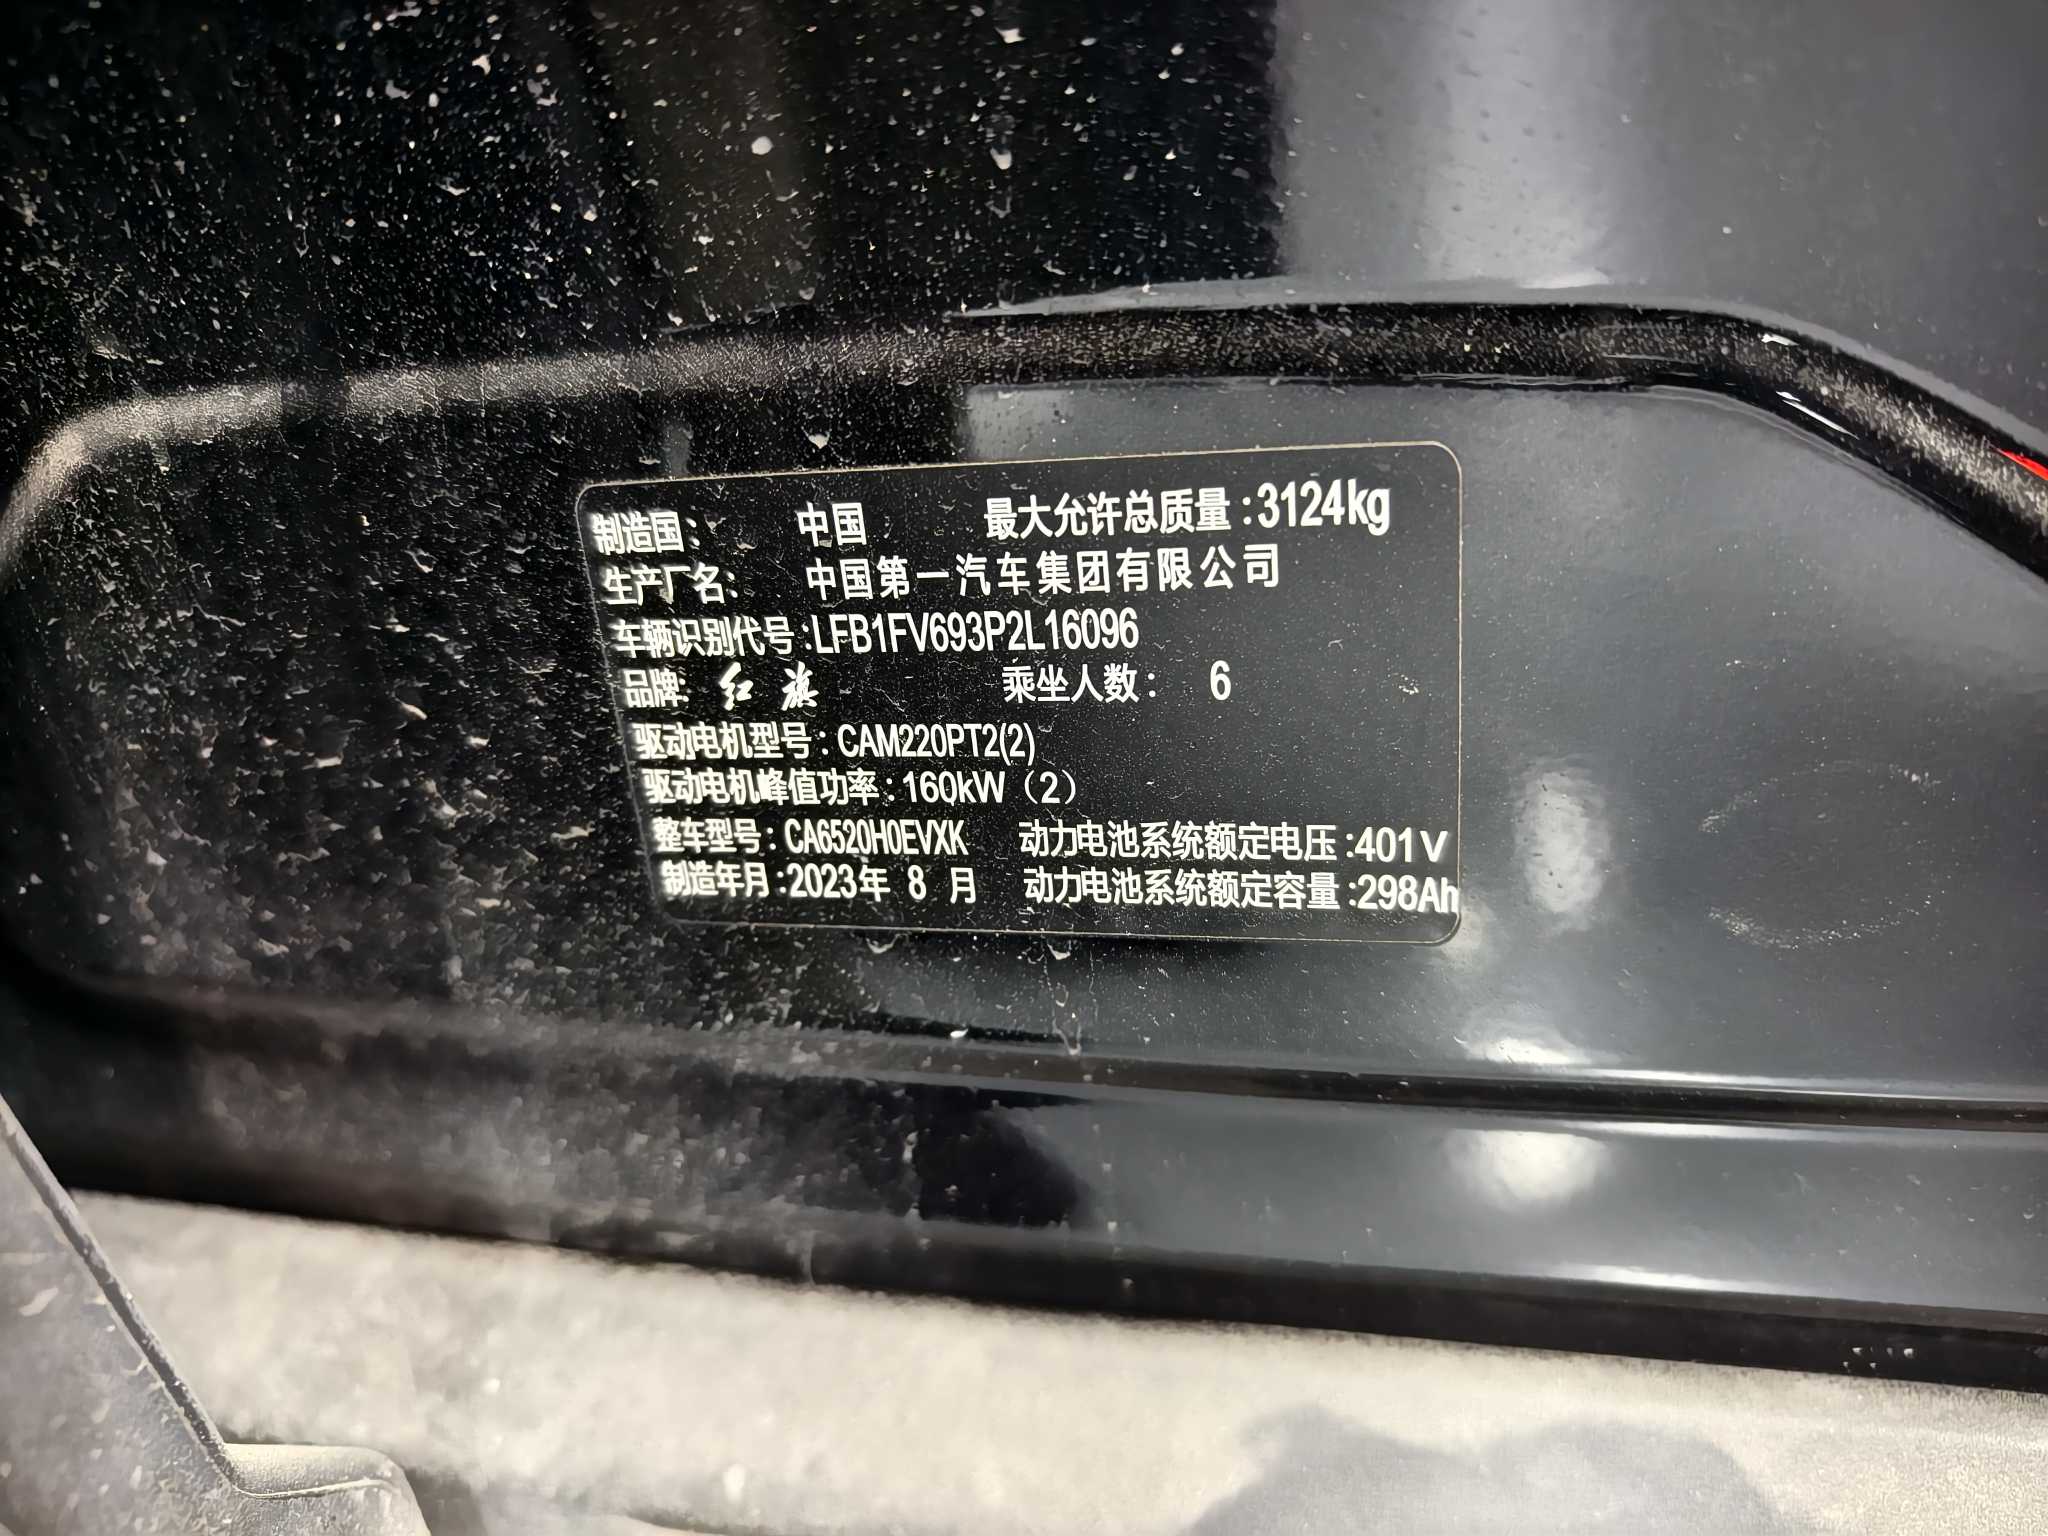 制造国： 中国 最大允许总质量:3124kg
生产厂名： 中国第一汽车集团有限公司
车辆识别代号:LFB1FV693P2L16096
品牌: 红旗 乘坐人数： 6
驱动电机型号：CAM220PT2(2)
驱动电机峰值功率:160kW（2）
整车型号：CA6520H0EVXK 动力电池系统额定电压:401V
制造年月:2023年 8 月 动力电池系统额定容量:298Ah